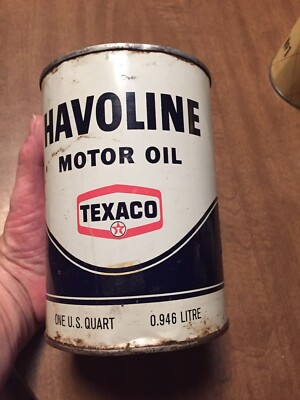 HAVOLINE
MOTOR OIL
TEXACO
T
ONE U.S. QUART 0.946 LITRE